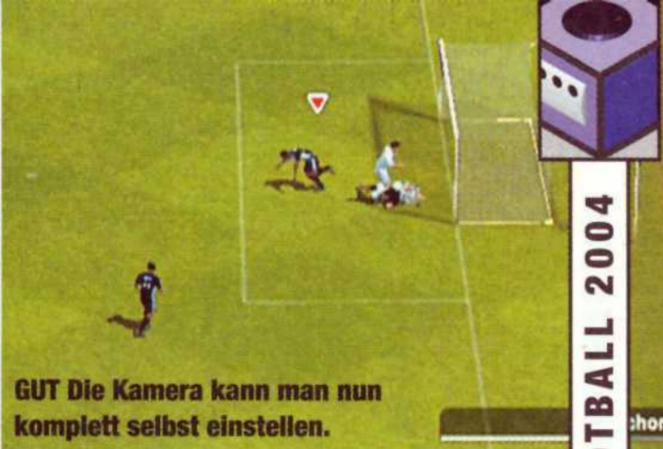 GUT Die Kamera kann man nun
komplett selbst einstellen.
TBALL 2004